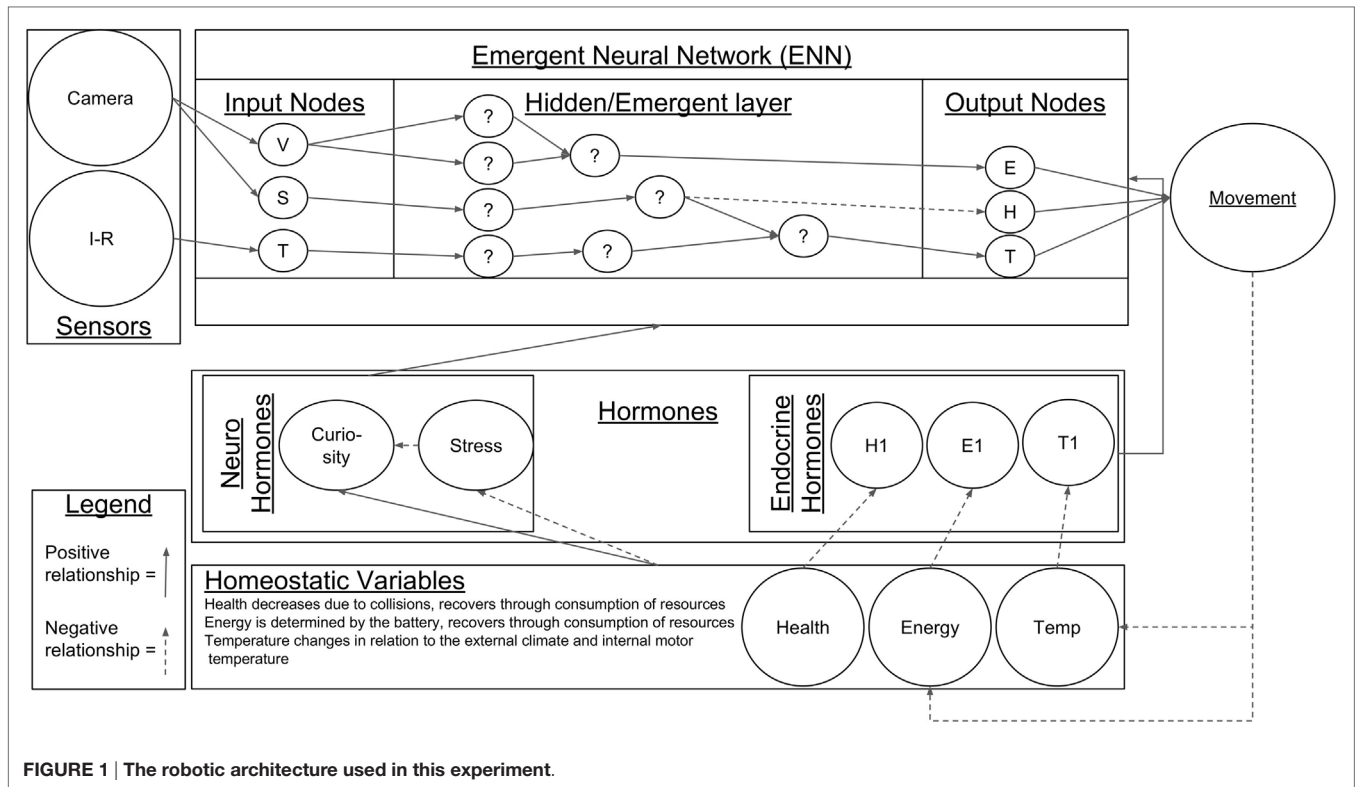 Camera
I-R
Sensors
Emergent Neural Network (ENN)
Input Nodes
V
S
T
Hidden/Emergent layer
?
?
?
?
?
?
?
?
Output Nodes
E
H
T
Movement
Neuro
Hormones
Curio-
sity
Stress
Hormones
Endocrine
Hormones
H1
E1
T1
Legend
Positive
relationship =
Negative
relationship =
Homeostatic Variables
Health decreases due to collisions, recovers through consumption of resources
Energy is determined by the battery, recovers through consumption of resources
Temperature changes in relation to the external climate and internal motor
temperature
Health
Energy
Temp
FIGURE 1 | The robotic architecture used in this experiment.